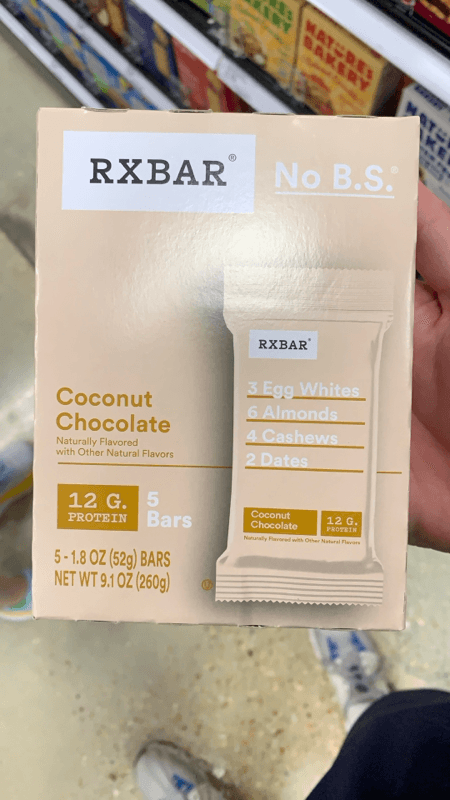 NATURE'S
BAKERY
RXBAR®
No B.S.®
RXBAR®
3 Egg Whites
6 Almonds
4 Cashews
2 Dates
Coconut
Chocolate
Naturally Flavored
with Other Natural Flavors
12 G.
PROTEIN
5
Bars
Coconut
Chocolate
12 G.
PROTEIN
Naturally Flavored with Other Natural Flavors
5 - 1.8 OZ (52g) BARS
NET WT 9.1 OZ (260g)